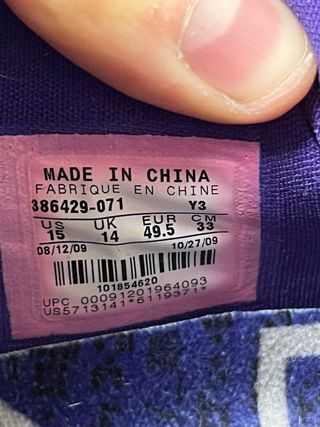 MADE IN CHINA
FABRIQUE EN CHINE
386429-071 Y3
US UK EUR CM
15 14 49.5 33
08/12/09 10/27/09
101854620
UPC 00091201964093
US5713141*6119371*